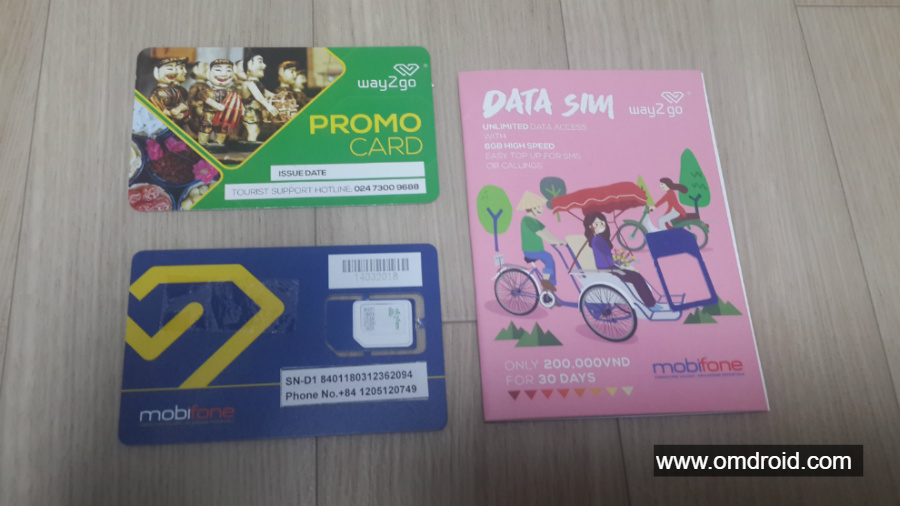 way2go
PROMO
CARD
ISSUE DATE
TOURIST SUPPORT HOTLINE: 024 7300 9688
14033018
SN-D1 8401180312362094
Phone No.+84 1205120749
mobifone
DATA SIM
way2go
UNLIMITED DATA ACCESS
WITH
6GB HIGH SPEED
EASY TOP UP FOR SMS
OR CALLINGS
ONLY 200,000VND
FOR 30 DAYS
mobifone
www.omdroid.com